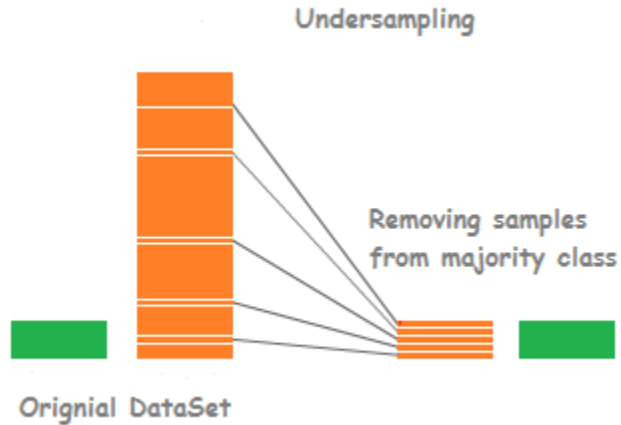 Undersampling
Removing samples
from majority class
Orignial DataSet